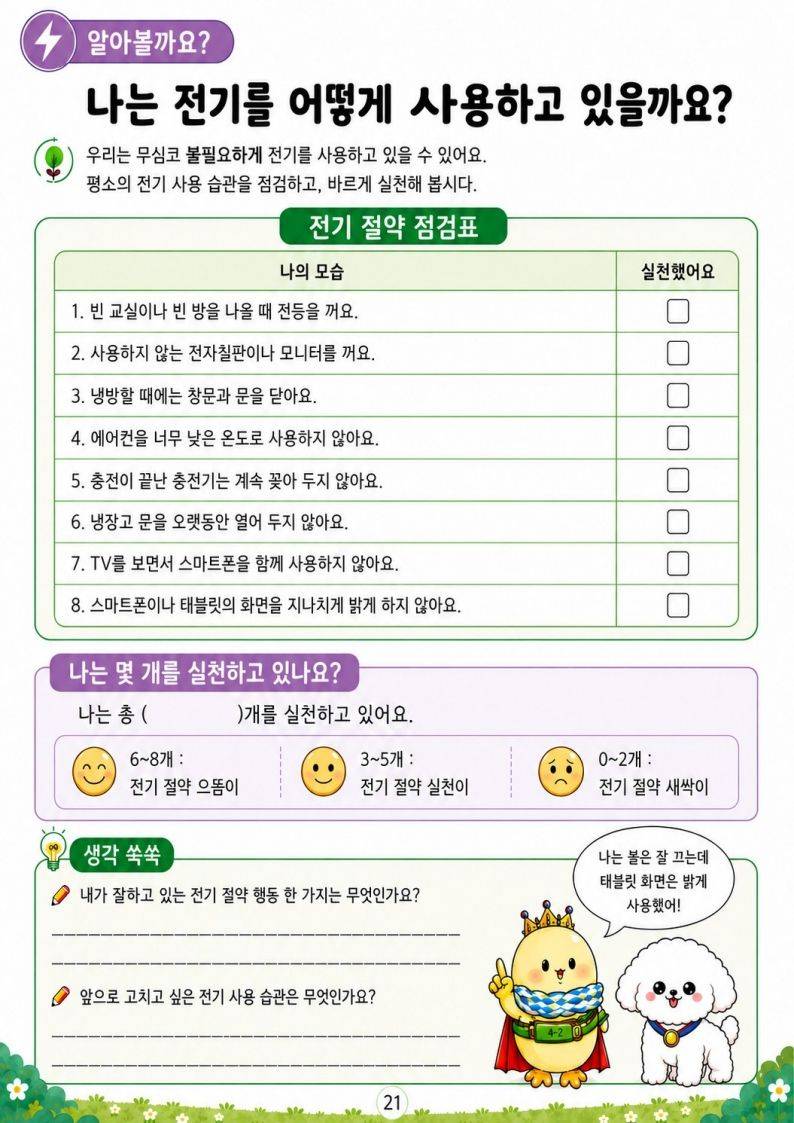 알아볼까요?
나는 전기를 어떻게 사용하고 있을까요?
우리는 무심코 불필요하게 전기를 사용하고 있을 수 있어요.
평소의 전기 사용 습관을 점검하고, 바르게 실천해 봅시다.
전기 절약 점검표
나의 모습 실천했어요
1. 빈 교실이나 빈 방을 나올 때 전등을 꺼요.
2. 사용하지 않는 전자칠판이나 모니터를 꺼요.
3. 냉방할 때에는 창문과 문을 닫아요.
4. 에어컨을 너무 낮은 온도로 사용하지 않아요.
5. 충전이 끝난 충전기는 계속 꽂아 두지 않아요.
6. 냉장고 문을 오랫동안 열어 두지 않아요.
7. TV를 보면서 스마트폰을 함께 사용하지 않아요.
8. 스마트폰이나 태블릿의 화면을 지나치게 밝게 하지 않아요.
나는 몇 개를 실천하고 있나요?
나는 총 ( )개를 실천하고 있어요.
6~8개 :
전기 절약 으뜸이
3~5개 :
전기 절약 실천이
0~2개 :
전기 절약 새싹이
생각 쑥쑥
내가 잘하고 있는 전기 절약 행동 한 가지는 무엇인가요?
앞으로 고치고 싶은 전기 사용 습관은 무엇인가요?
나는 불은 잘 끄는데
태블릿 화면은 밝게
사용했어!
4-2
21